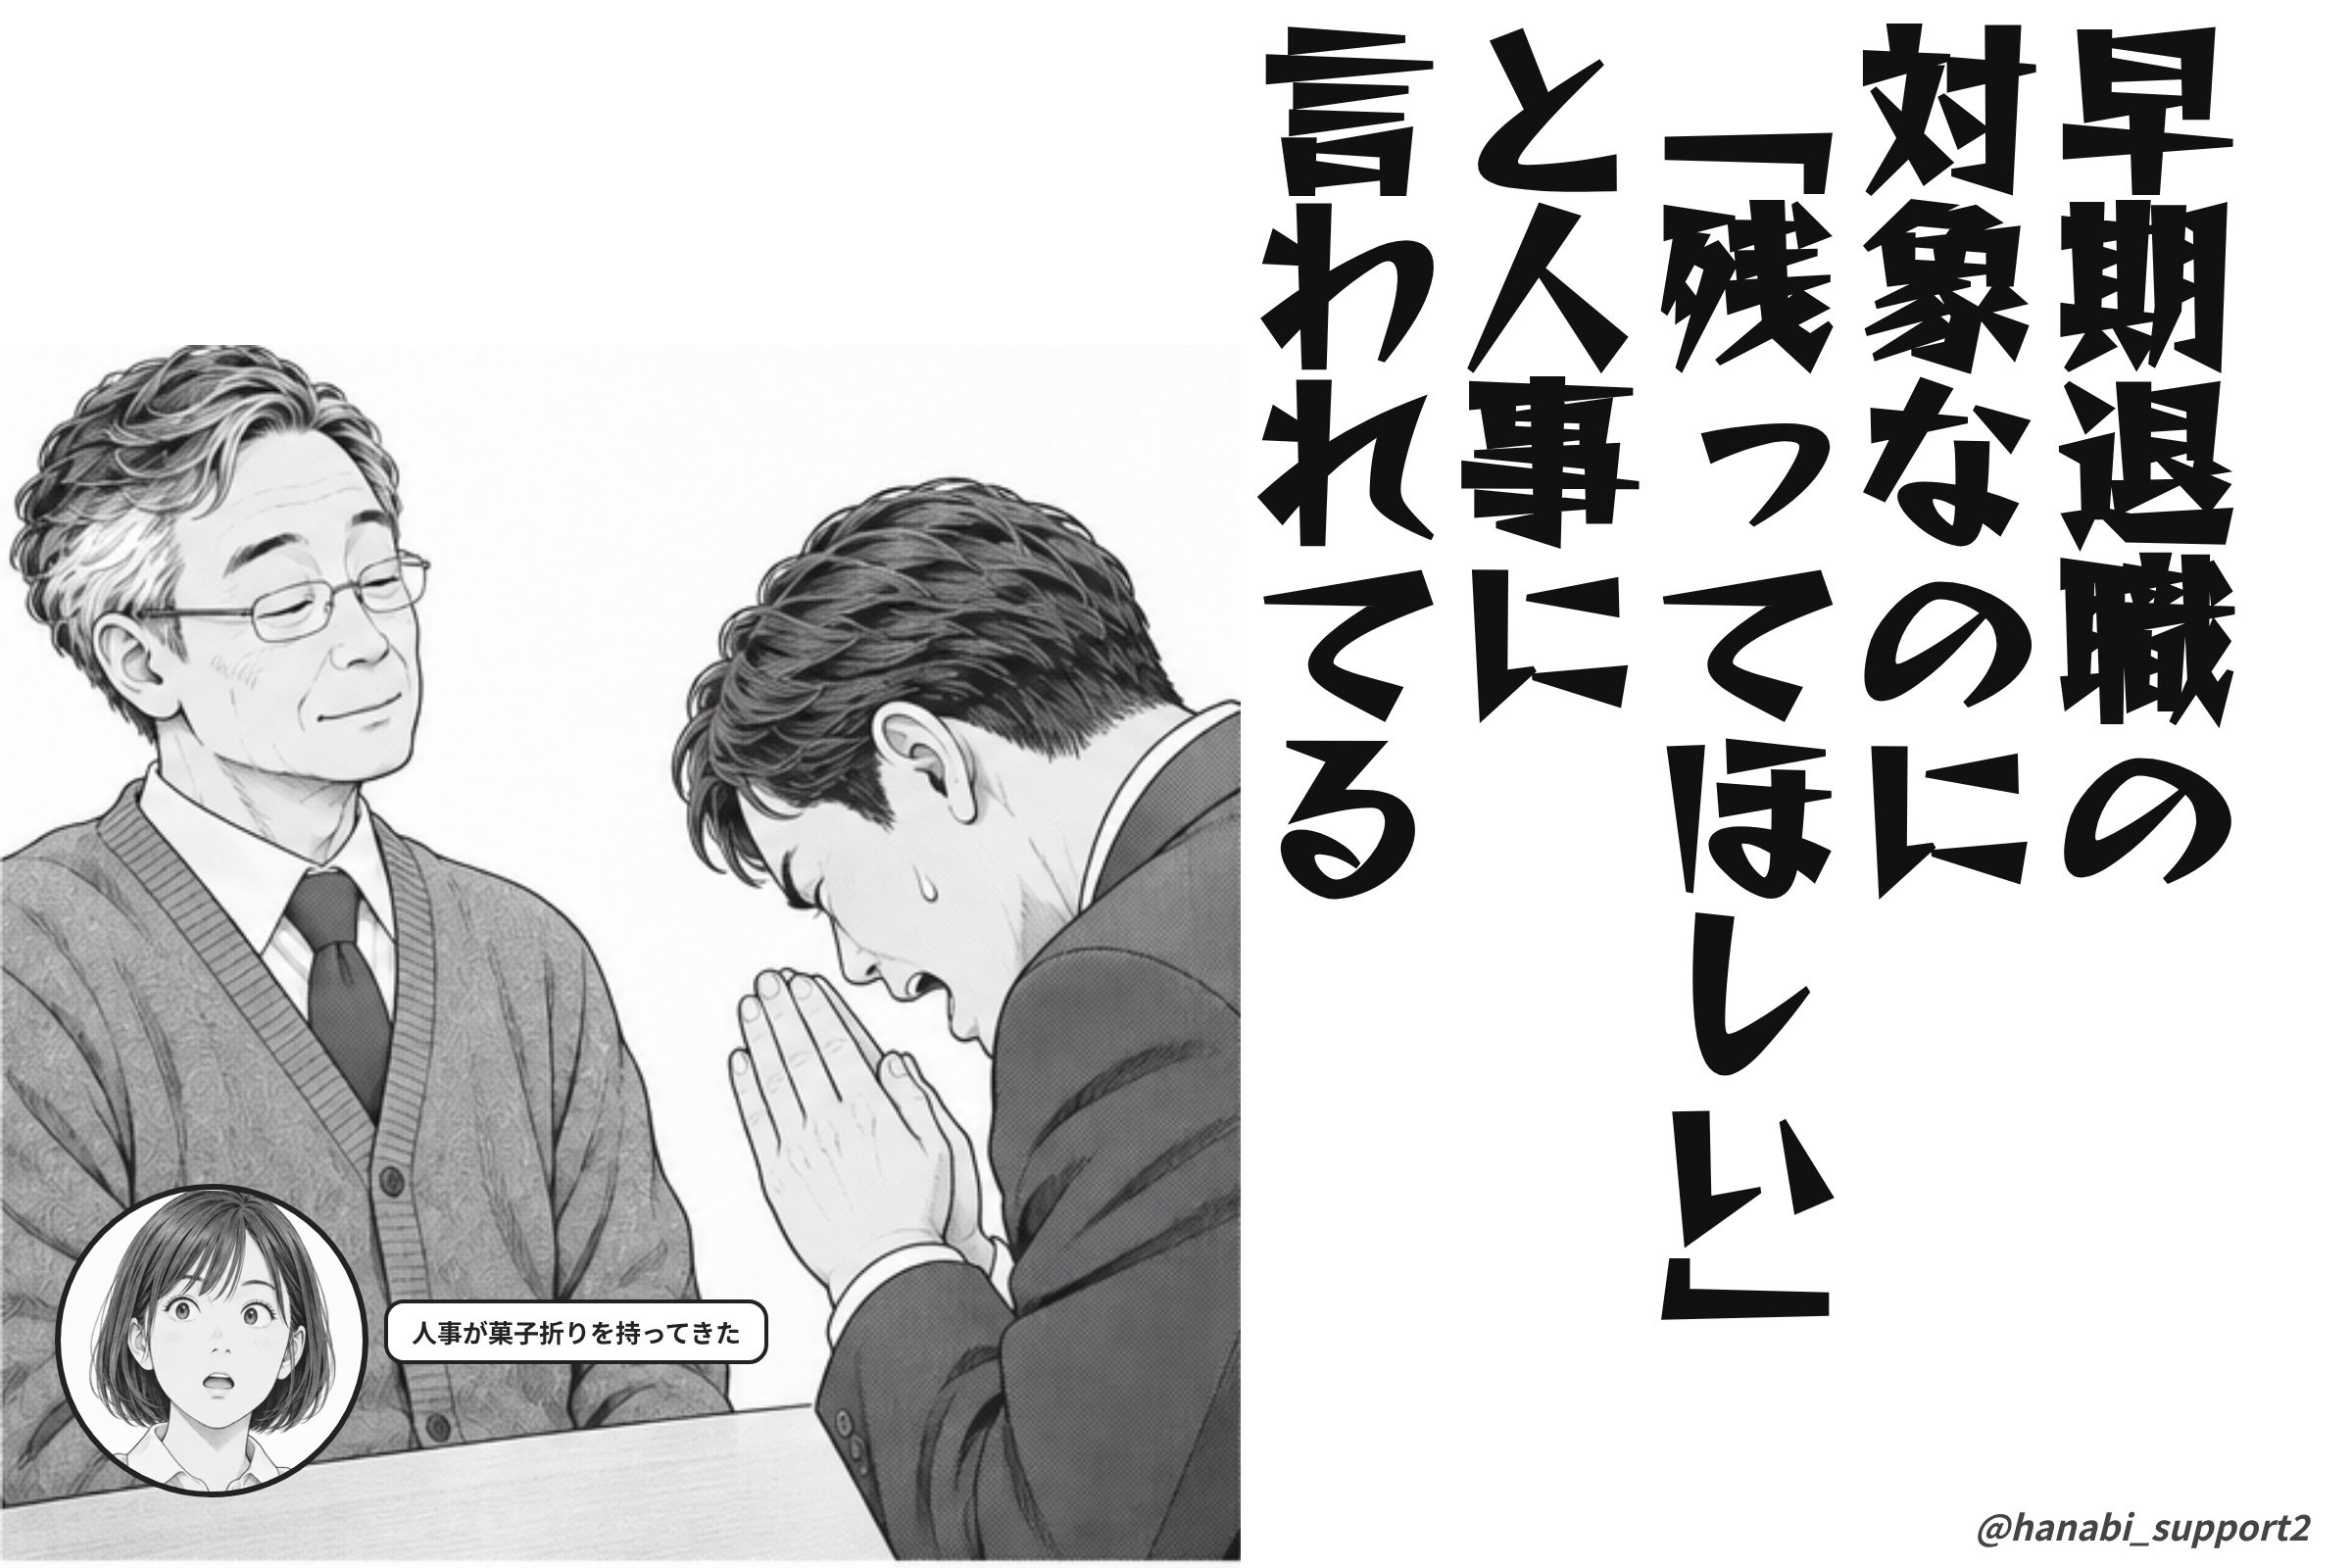 早期退職の
対象なのに
「残ってほしい」
と人事に
言われてる
人事が菓子折りを持ってきた
@hanabi_support2